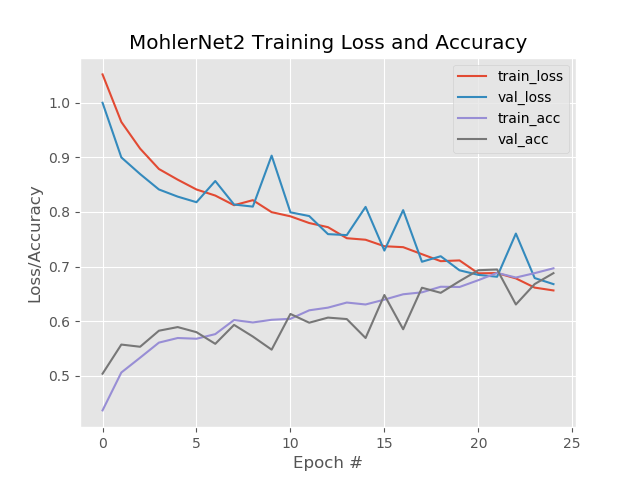 MohlerNet2 Training Loss and Accuracy
train_loss
val_loss
train_acc
val_acc
1.0
0.9
0.8
0.7
0.6
0.5
Loss/Accuracy
0
5
10
15
20
25
Epoch #